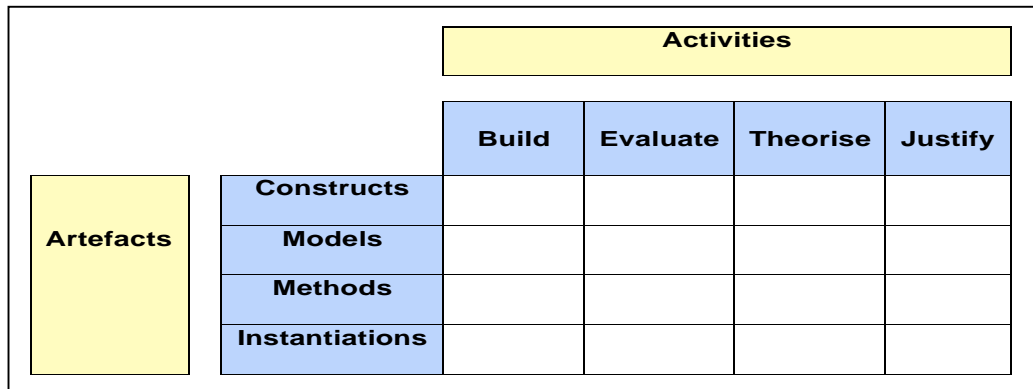 Activities
Build Evaluate Theorise Justify
Constructs
Artefacts Models
Methods
Instantiations